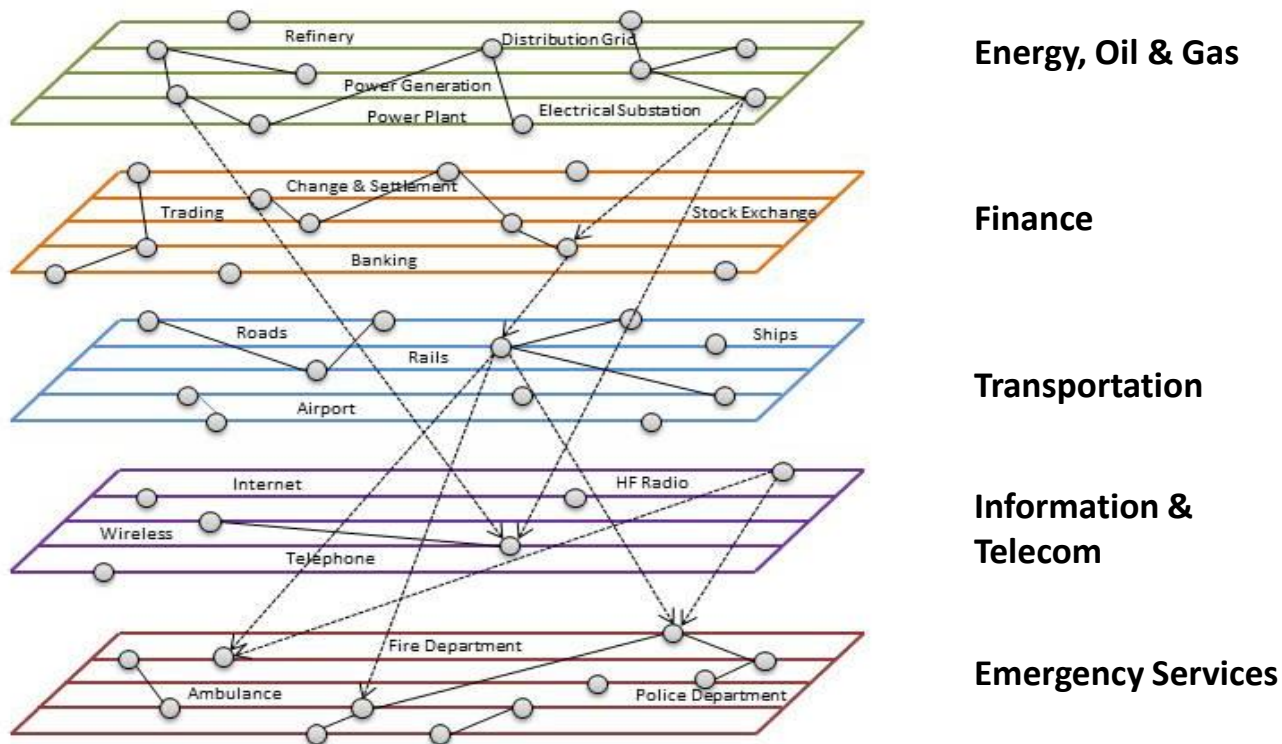 Refinery
Distribution Grid
Power Generation
Electrical Substation
Power Plant
Energy, Oil & Gas
Change & Settlement
Trading
Stock Exchange
Banking
Finance
Roads
Ships
Rails
Airport
Transportation
Internet
HF Radio
Wireless
Telephone
Information &
Telecom
Fire Department
Ambulance
Police Department
Emergency Services